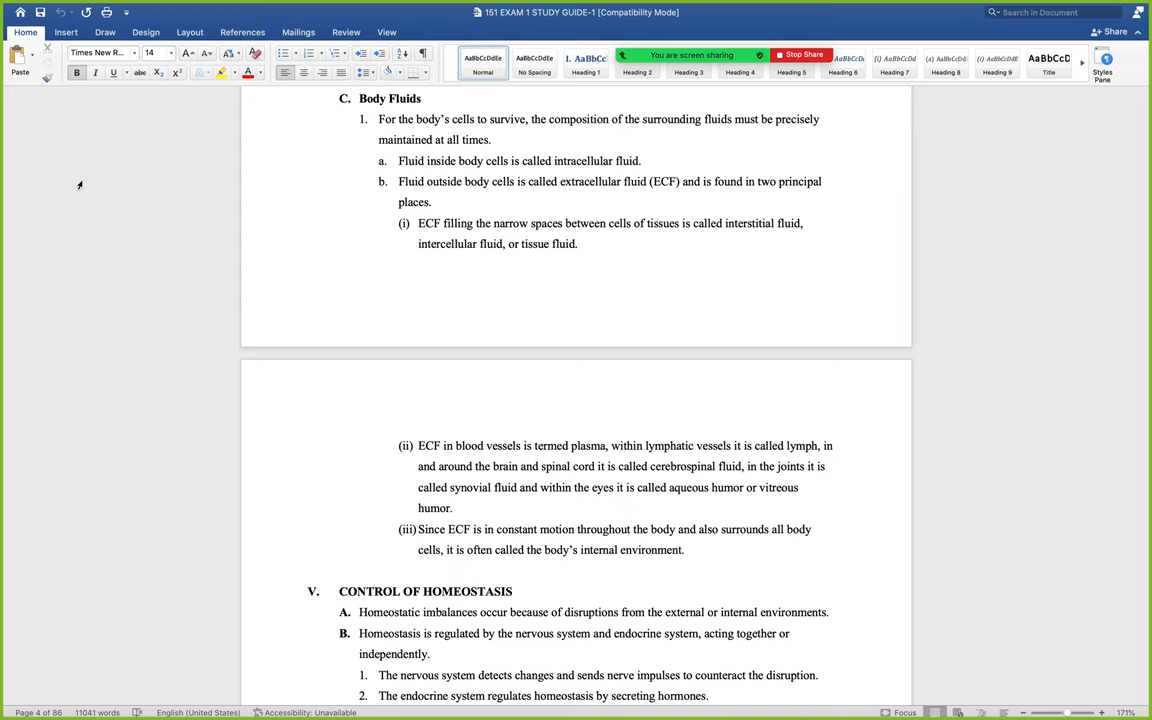 151 EXAM 1 STUDY GUIDE-1 [Compatibility Mode]
Search in Document
Home Insert Draw Design Layout References Mailings Review View
Share
Paste
Times New R... 14
AaBbCcDdEe Normal
AaBbCcDdEe No Spacing
I. AaBbCc Heading 1
Heading 2
Heading 3
Heading 4
Heading 5
AaBbCcDc Heading 6
(i) AaBbCcDd Heading 7
(a) AaBbCcDdE Heading 8
(i) AaBbCcDdE Heading 9
AaBbCcD Title
Styles Pane
You are screen sharing
Stop Share
C. Body Fluids
1. For the body's cells to survive, the composition of the surrounding fluids must be precisely
maintained at all times.
a. Fluid inside body cells is called intracellular fluid.
b. Fluid outside body cells is called extracellular fluid (ECF) and is found in two principal
places.
(i) ECF filling the narrow spaces between cells of tissues is called interstitial fluid,
intercellular fluid, or tissue fluid.
(ii) ECF in blood vessels is termed plasma, within lymphatic vessels it is called lymph, in
and around the brain and spinal cord it is called cerebrospinal fluid, in the joints it is
called synovial fluid and within the eyes it is called aqueous humor or vitreous
humor.
(iii) Since ECF is in constant motion throughout the body and also surrounds all body
cells, it is often called the body's internal environment.
V. CONTROL OF HOMEOSTASIS
A. Homeostatic imbalances occur because of disruptions from the external or internal environments.
B. Homeostasis is regulated by the nervous system and endocrine system, acting together or
independently.
1. The nervous system detects changes and sends nerve impulses to counteract the disruption.
2. The endocrine system regulates homeostasis by secreting hormones.
Page 4 of 86 11041 words English (United States) Accessibility: Unavailable Focus 171%